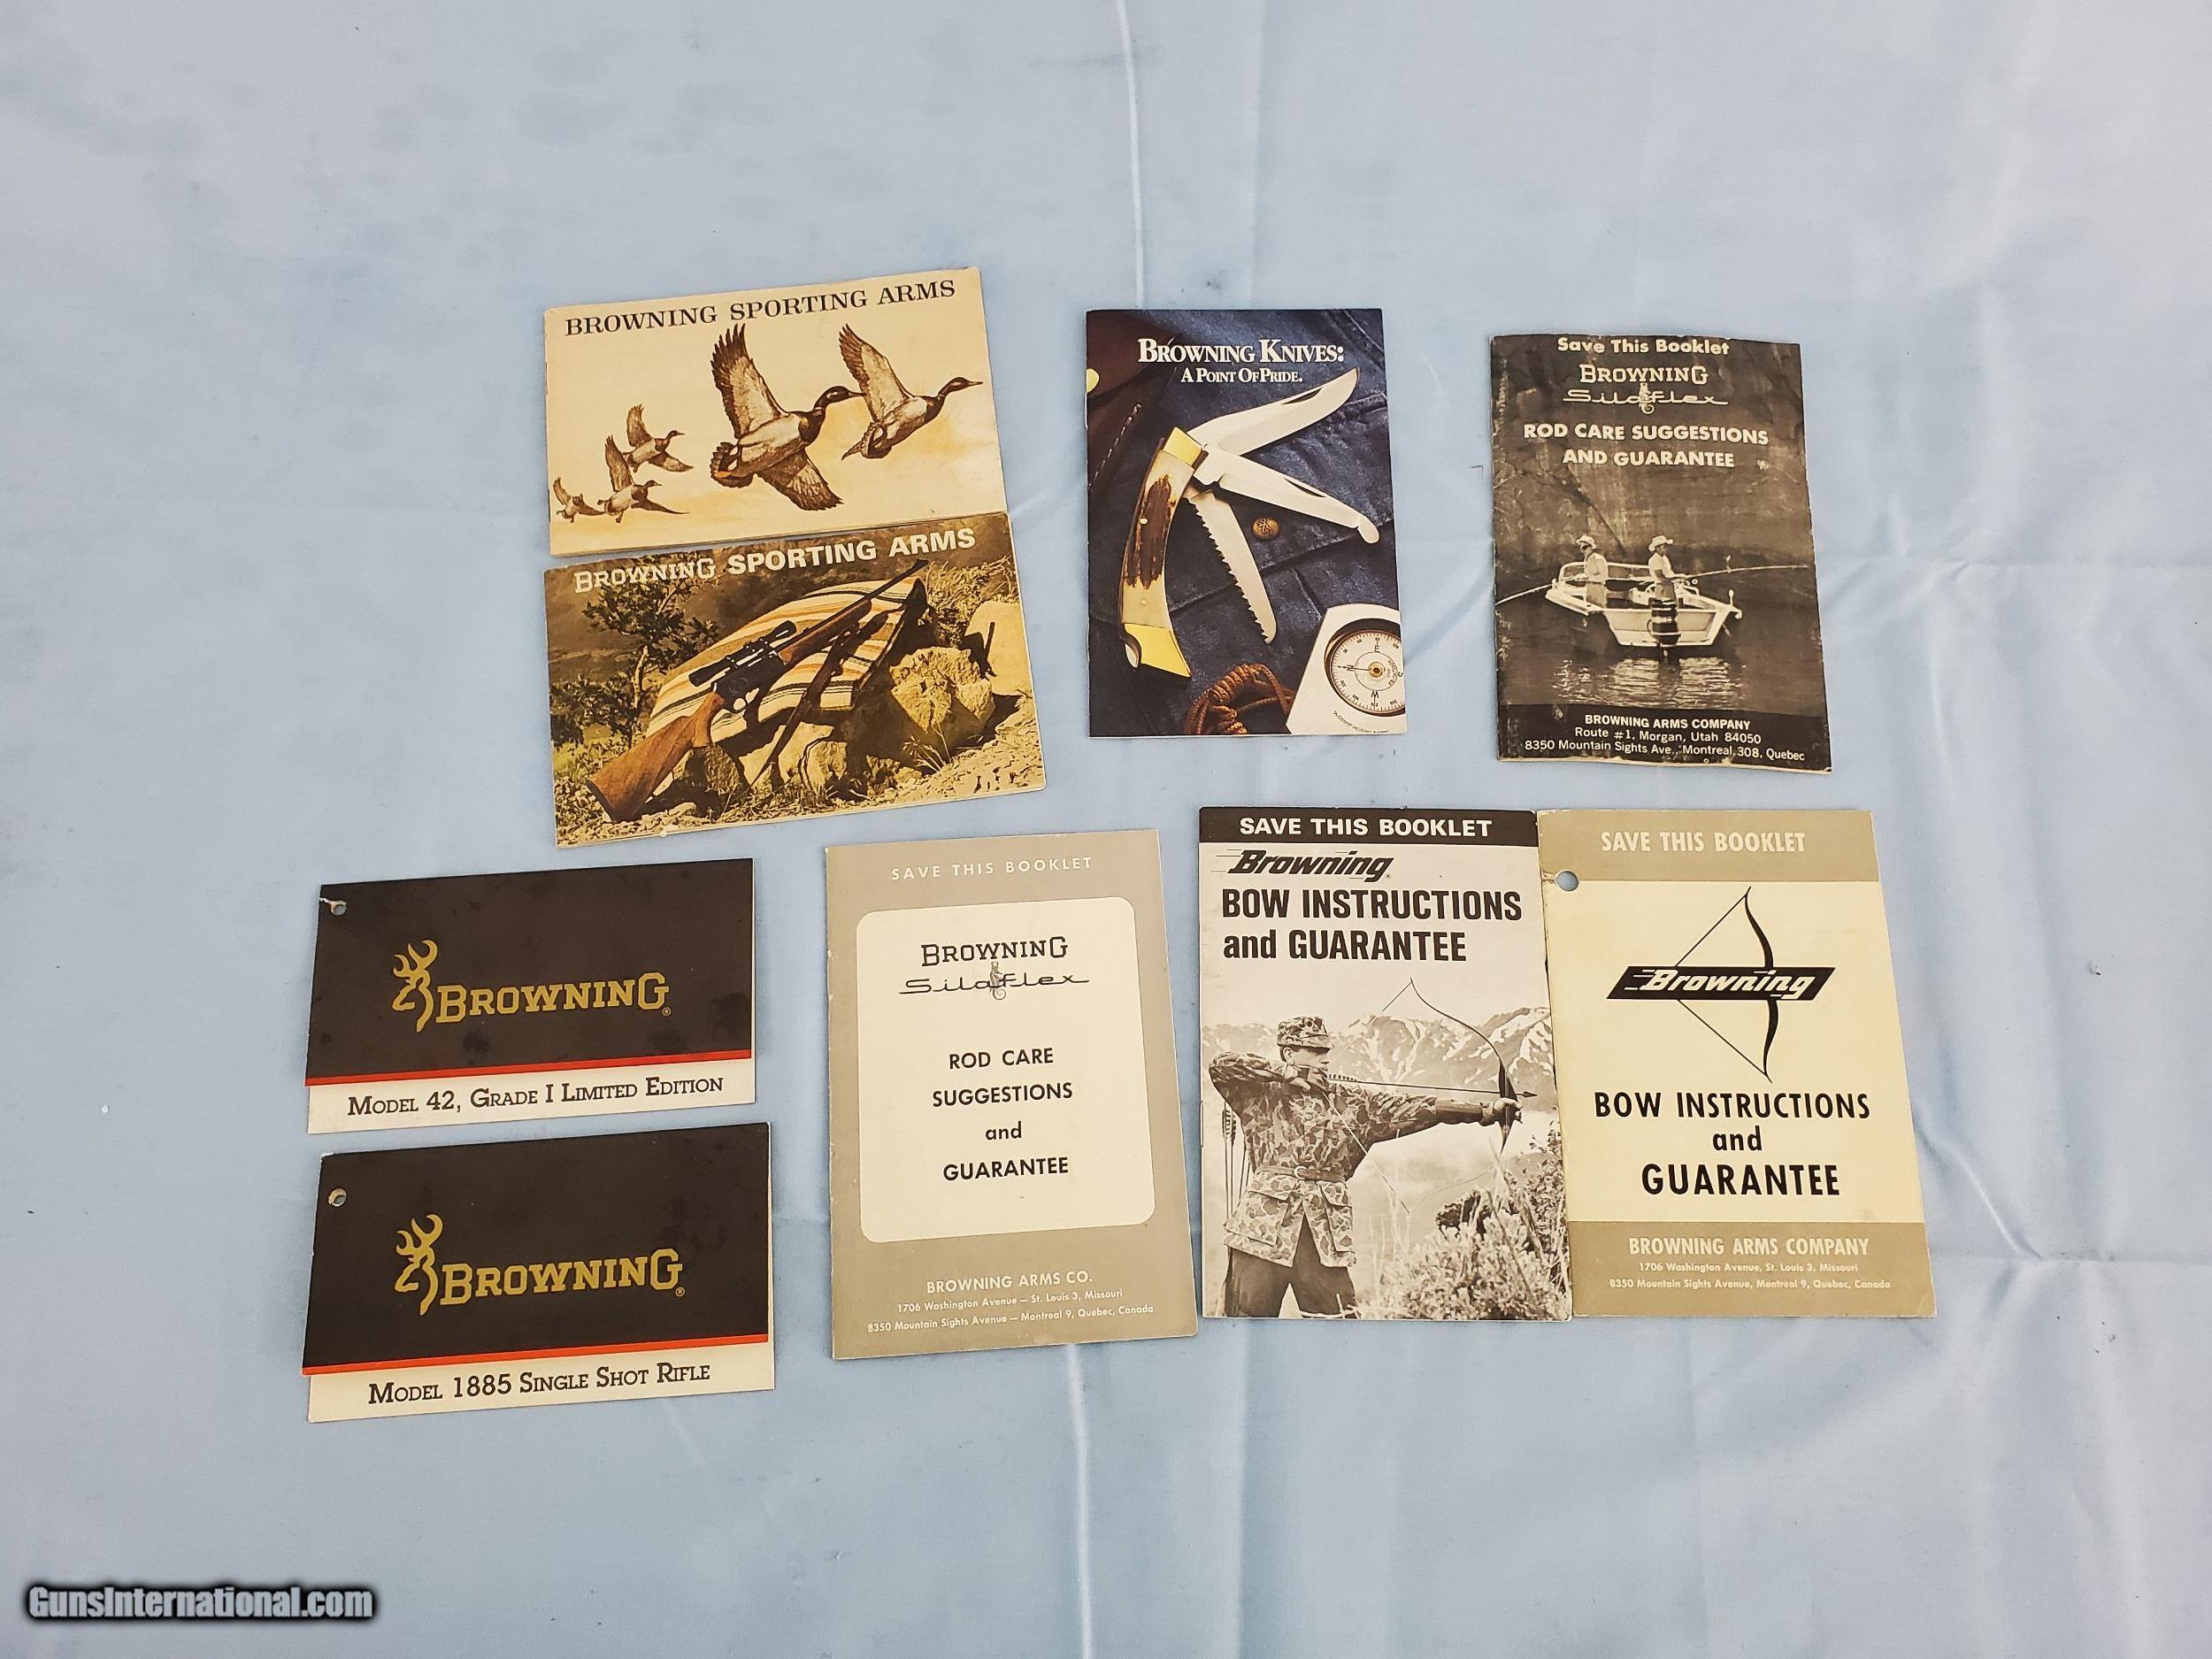 BROWNING SPORTING ARMS
BROWNING SPORTING ARMS
BROWNING KNIVES:
A POINT OF PRIDE.
Save This Booklet
BROWNING
SilaFlex
ROD CARE SUGGESTIONS
AND GUARANTEE
BROWNING ARMS COMPANY
Route #1, Morgan, Utah 84050
8350 Mountain Sights Ave., Montreal 308, Quebec
BROWNING
MODEL 42, GRADE I LIMITED EDITION
BROWNING
MODEL 1885 SINGLE SHOT RIFLE
SAVE THIS BOOKLET
BROWNING
SilaFlex
ROD CARE
SUGGESTIONS
and
GUARANTEE
BROWNING ARMS CO.
1706 Washington Avenue — St. Louis 3, Missouri
8350 Mountain Sights Avenue — Montreal 9, Quebec, Canada
SAVE THIS BOOKLET
Browning
BOW INSTRUCTIONS
and GUARANTEE
SAVE THIS BOOKLET
Browning
BOW INSTRUCTIONS
and
GUARANTEE
BROWNING ARMS COMPANY
1706 Washington Avenue, St. Louis 3, Missouri
8350 Mountain Sights Avenue, Montreal 9, Quebec, Canada
GunsInternational.com